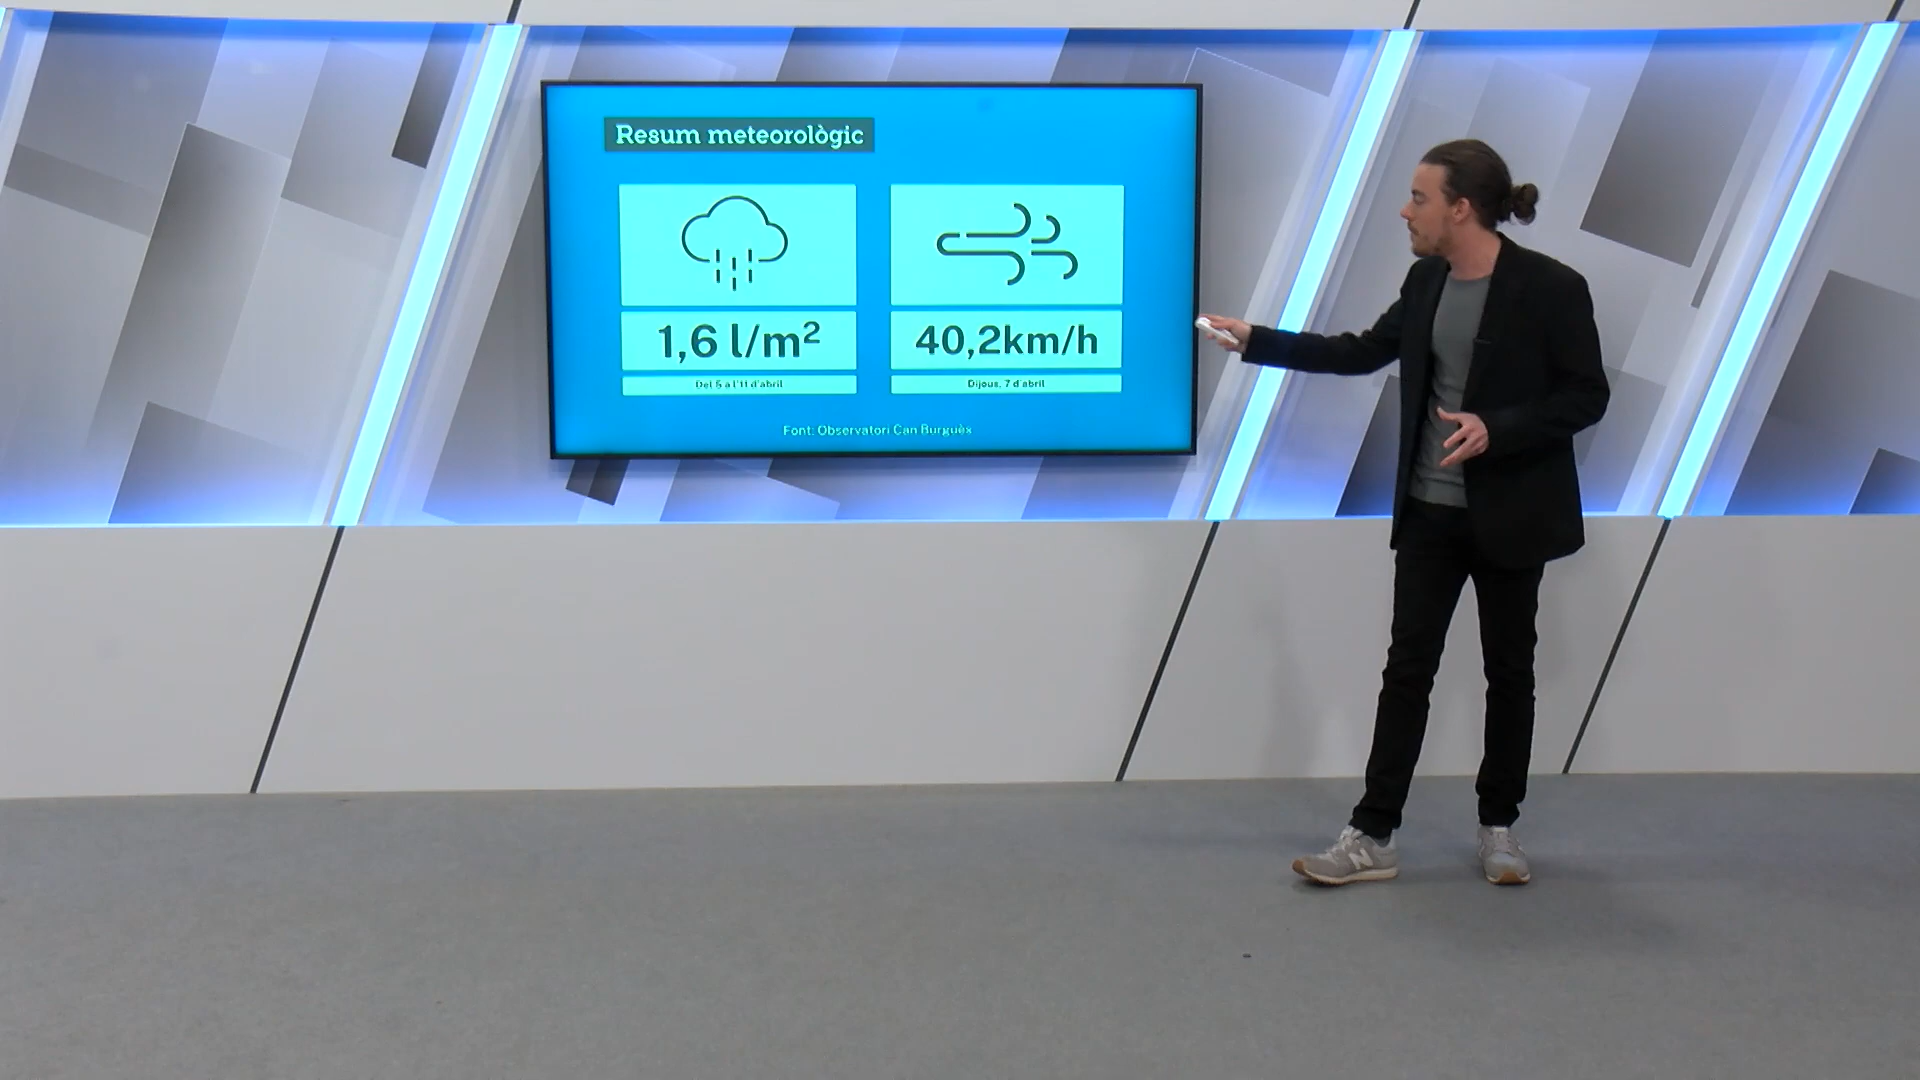 Resum meteorològic
1,6 l/m²
40,2km/h
Del 5 a l'11 d'abril
Dijous, 7 d'abril
Font: Observatori Can Burguès
N